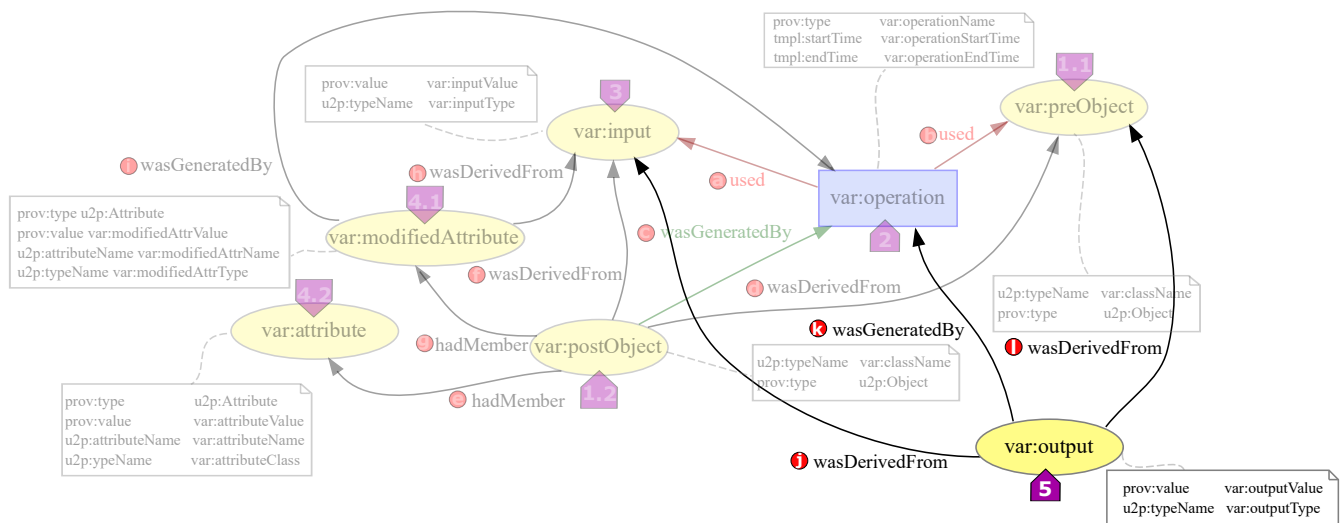 prov:type var:operationName
tmpl:startTime var:operationStartTime
tmpl:endTime var:operationEndTime
1.1
var:preObject
prov:value var:inputValue
u2p:typeName var:inputType
3
var:input
h used
i wasGeneratedBy
h wasDerivedFrom
a used
var:operation
2
4.1
var:modifiedAttribute
prov:type u2p:Attribute
prov:value var:modifiedAttrValue
u2p:attributeName var:modifiedAttrName
u2p:typeName var:modifiedAttrType
c wasGeneratedBy
f wasDerivedFrom
d wasDerivedFrom
u2p:typeName var:className
prov:type u2p:Object
4.2
var:attribute
k wasGeneratedBy
l wasDerivedFrom
g hadMember
var:postObject
1.2
u2p:typeName var:className
prov:type u2p:Object
e hadMember
prov:type u2p:Attribute
prov:value var:attributeValue
u2p:attributeName var:attributeName
u2p:ypeName var:attributeClass
j wasDerivedFrom
var:output
5
prov:value var:outputValue
u2p:typeName var:outputType